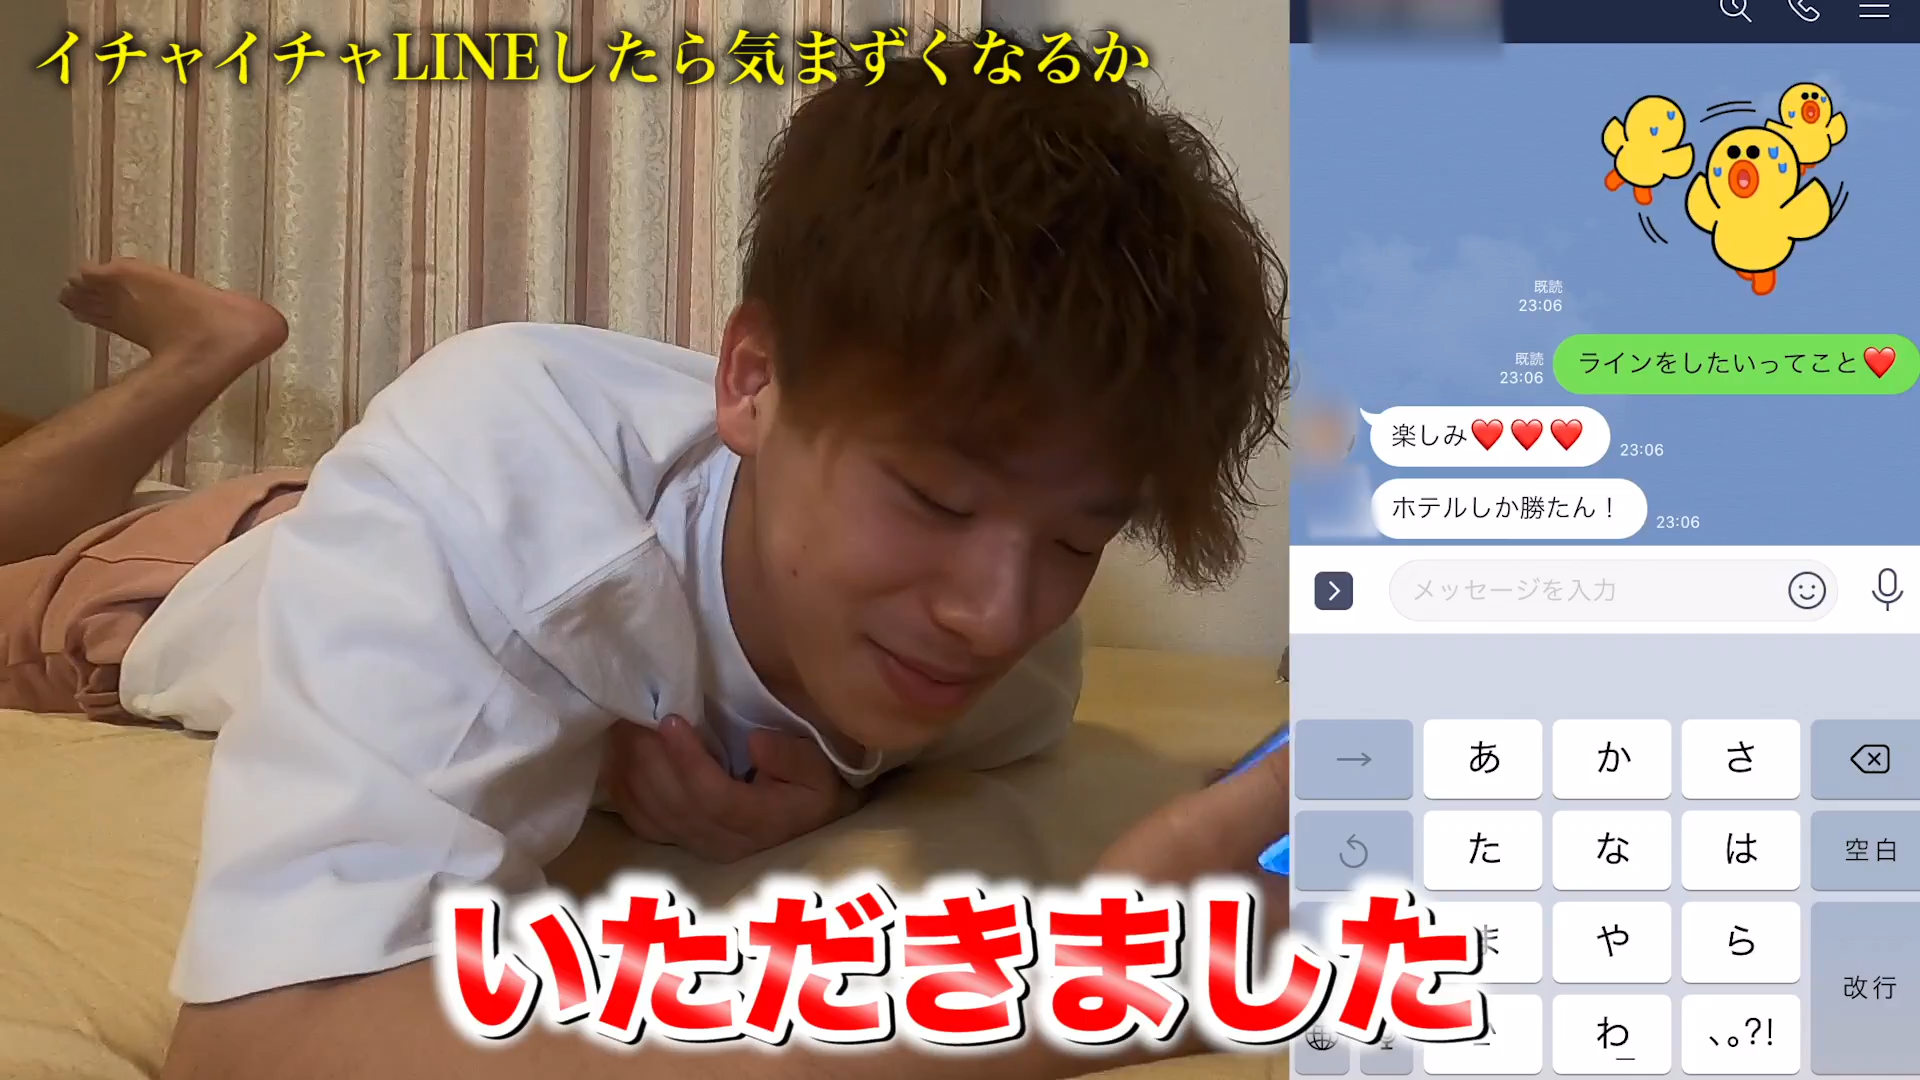 イチャイチャLINEしたら気まずくなるか
既読
23:06
ラインをしたいってこと❤️
既読
23:06
楽しみ❤️❤️❤️
23:06
ホテルしか勝たん！
23:06
メッセージを入力
→ あ か さ
た な は 空白
ま や ら
改行
わ 、。?!
いただきました